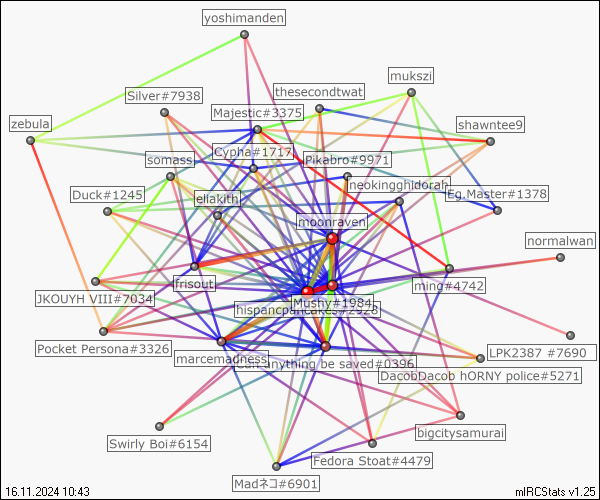 yoshimanden
mukszi
thesecondtwat
Silver#7938
Majestic#3375
zebula
shawntee9
Cypha#1717
Pikabro#9971
somass
neokingghidorah
Duck#1245
ellakith
Eg.Master#1378
moonraven
normalwan
frisout
ming#4742
JKOUYH VIII#7034
Mushy#1984
hispancpancakes#2928
Pocket Persona#3326
marcemadness
LPK2387 #7690
anything be saved#0396
DacobDacob hORNY police#5271
bigcitysamurai
Swirly Boi#6154
Fedora Stoat#4479
Madネコ#6901
16.11.2024 10:43
mIRCStats v1.25